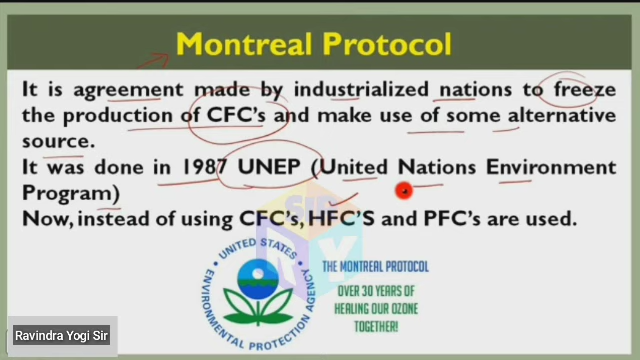 Montreal Protocol
It is agreement made by industrialized nations to freeze
the production of CFC's and make use of some alternative
source.
It was done in 1987 UNEP (United Nations Environment
Program)
Now, instead of using CFC's, HFC'S and PFC's are used.
SIR
RY
UNITED STATES
ENVIRONMENTAL PROTECTION AGENCY
THE MONTREAL PROTOCOL
OVER 30 YEARS OF
HEALING OUR OZONE
TOGETHER!
Ravindra Yogi Sir